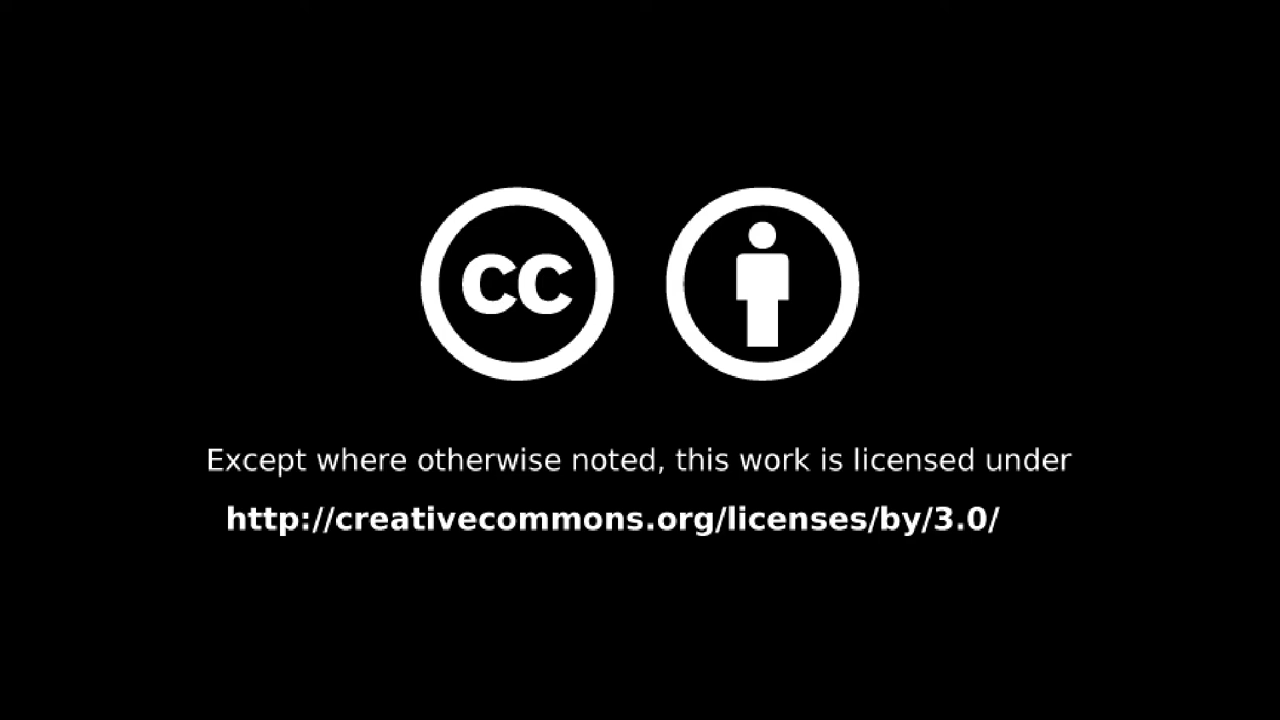 cc
Except where otherwise noted, this work is licensed under
http://creativecommons.org/licenses/by/3.0/